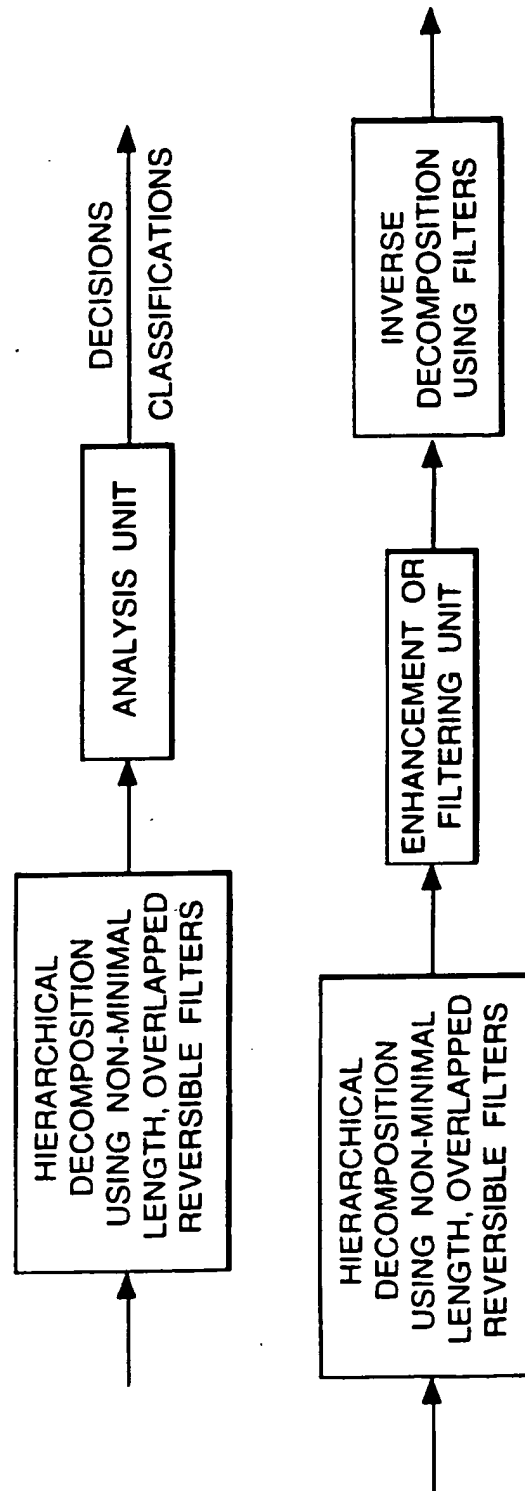 HIERARCHICAL
DECOMPOSITION
USING NON-MINIMAL
LENGTH, OVERLAPPED
REVERSIBLE FILTERS
ANALYSIS UNIT
DECISIONS
CLASSIFICATIONS
HIERARCHICAL
DECOMPOSITION
USING NON-MINIMAL
LENGTH, OVERLAPPED
REVERSIBLE FILTERS
ENHANCEMENT OR
FILTERING UNIT
INVERSE
DECOMPOSITION
USING FILTERS